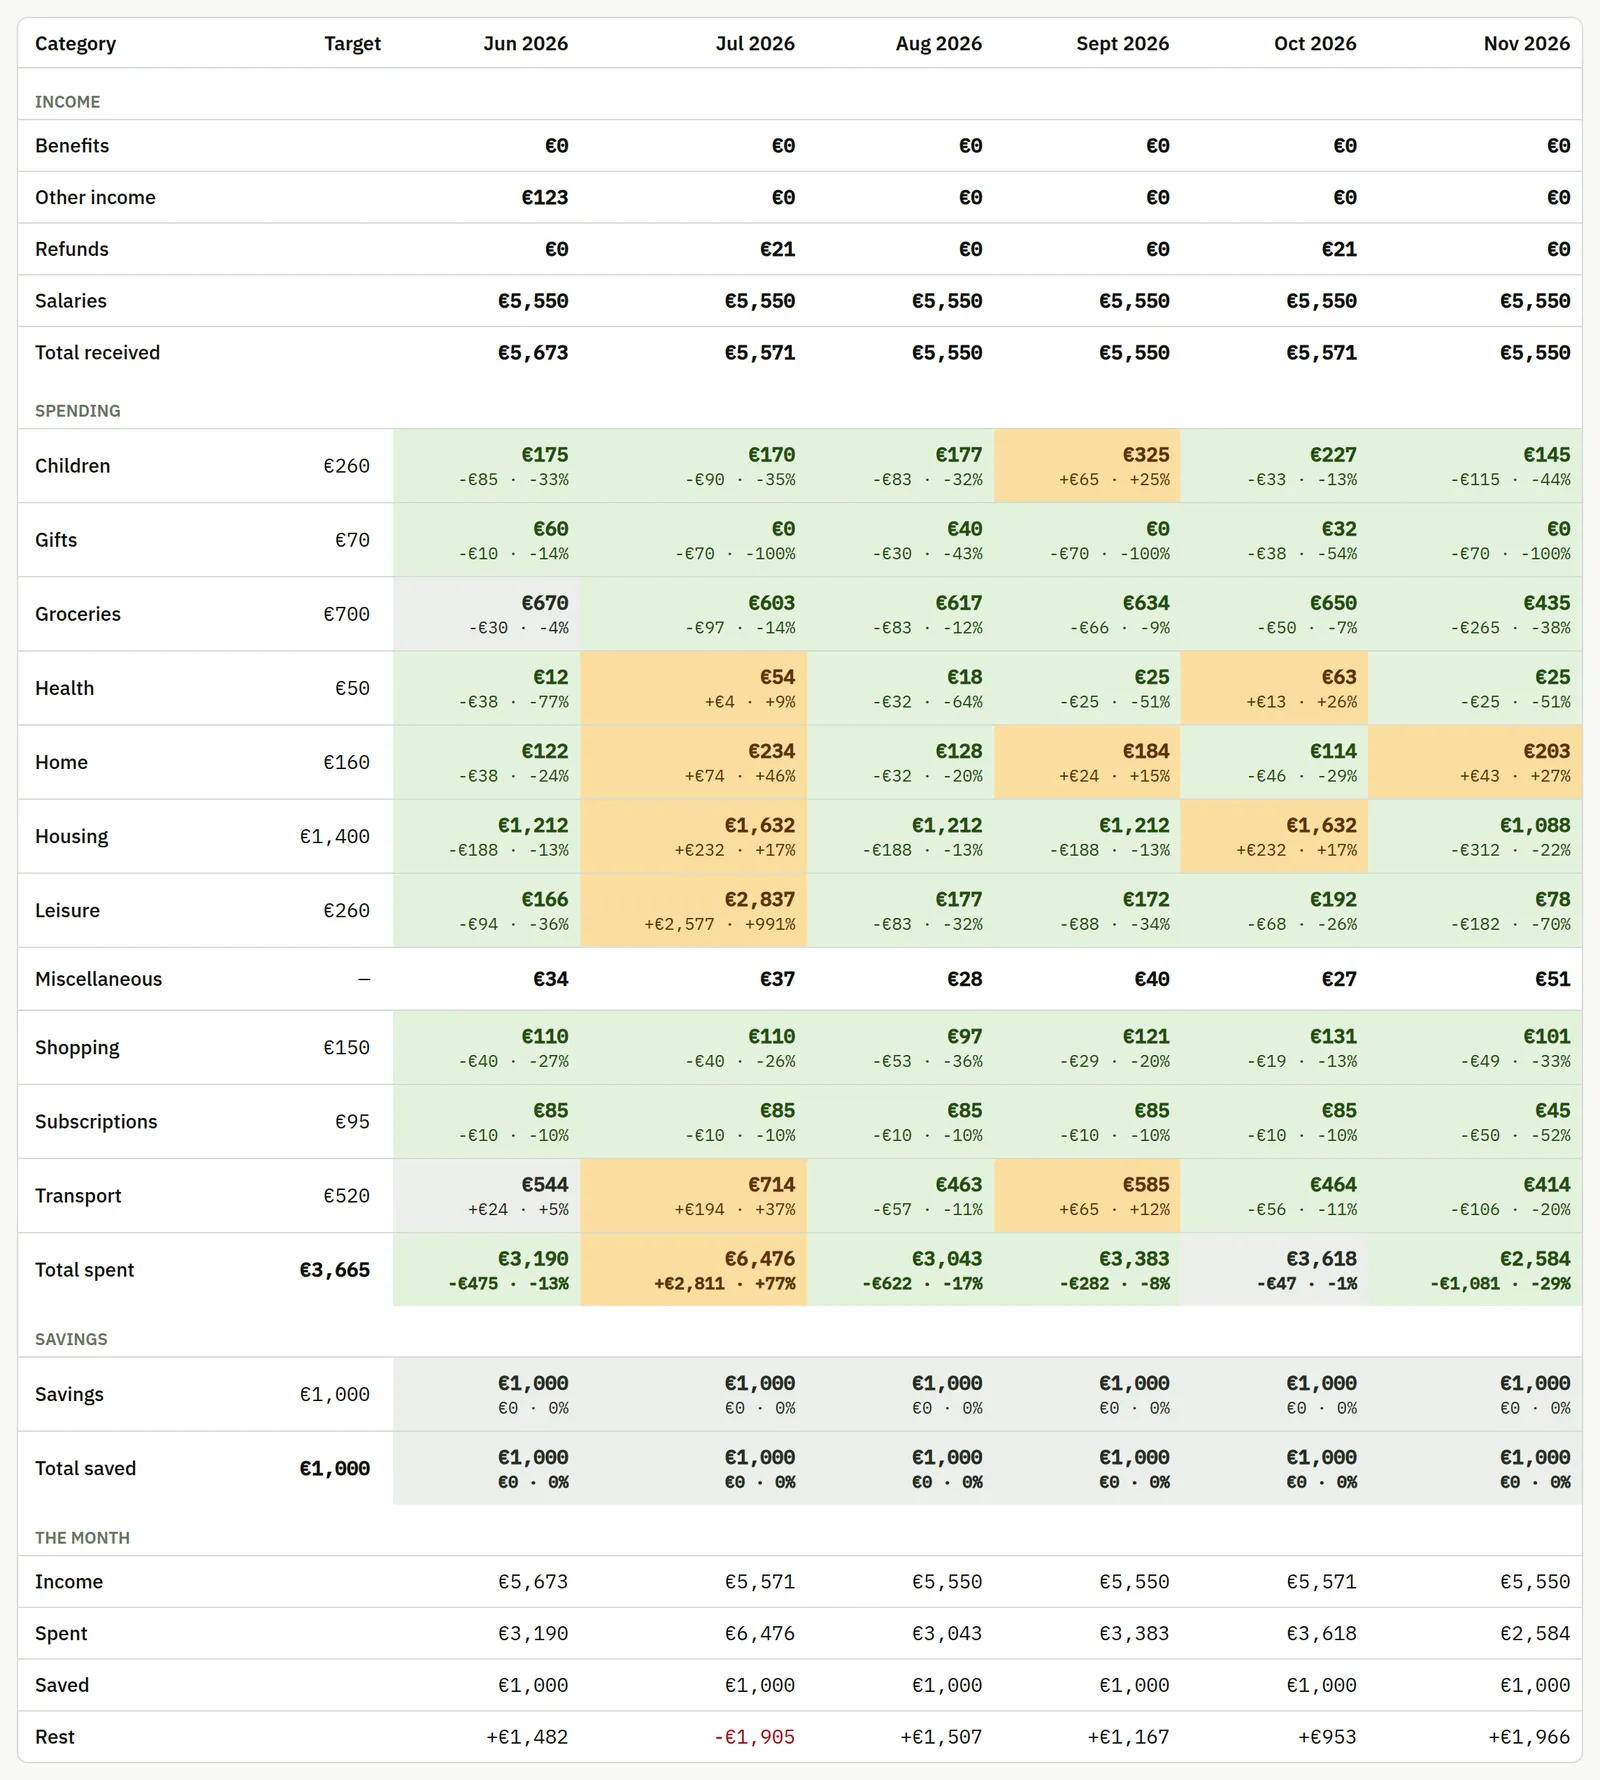 Category Target Jun 2026 Jul 2026 Aug 2026 Sept 2026 Oct 2026 Nov 2026
INCOME
Benefits €0 €0 €0 €0 €0 €0
Other income €123 €0 €0 €0 €0 €0
Refunds €0 €21 €0 €0 €21 €0
Salaries €5,550 €5,550 €5,550 €5,550 €5,550 €5,550
Total received €5,673 €5,571 €5,550 €5,550 €5,571 €5,550
SPENDING
Children €260 €175 €170 €177 €325 €227 €145
-€85 · -33% -€90 · -35% -€83 · -32% +€65 · +25% -€33 · -13% -€115 · -44%
Gifts €70 €60 €0 €40 €0 €32 €0
-€10 · -14% -€70 · -100% -€30 · -43% -€70 · -100% -€38 · -54% -€70 · -100%
Groceries €700 €670 €603 €617 €634 €650 €435
-€30 · -4% -€97 · -14% -€83 · -12% -€66 · -9% -€50 · -7% -€265 · -38%
Health €50 €12 €54 €18 €25 €63 €25
-€38 · -77% +€4 · +9% -€32 · -64% -€25 · -51% +€13 · +26% -€25 · -51%
Home €160 €122 €234 €128 €184 €114 €203
-€38 · -24% +€74 · +46% -€32 · -20% +€24 · +15% -€46 · -29% +€43 · +27%
Housing €1,400 €1,212 €1,632 €1,212 €1,212 €1,632 €1,088
-€188 · -13% +€232 · +17% -€188 · -13% -€188 · -13% +€232 · +17% -€312 · -22%
Leisure €260 €166 €2,837 €177 €172 €192 €78
-€94 · -36% +€2,577 · +991% -€83 · -32% -€88 · -34% -€68 · -26% -€182 · -70%
Miscellaneous — €34 €37 €28 €40 €27 €51
Shopping €150 €110 €110 €97 €121 €131 €101
-€40 · -27% -€40 · -26% -€53 · -36% -€29 · -20% -€19 · -13% -€49 · -33%
Subscriptions €95 €85 €85 €85 €85 €85 €45
-€10 · -10% -€10 · -10% -€10 · -10% -€10 · -10% -€10 · -10% -€50 · -52%
Transport €520 €544 €714 €463 €585 €464 €414
+€24 · +5% +€194 · +37% -€57 · -11% +€65 · +12% -€56 · -11% -€106 · -20%
Total spent €3,665 €3,190 €6,476 €3,043 €3,383 €3,618 €2,584
-€475 · -13% +€2,811 · +77% -€622 · -17% -€282 · -8% -€47 · -1% -€1,081 · -29%
SAVINGS
Savings €1,000 €1,000 €1,000 €1,000 €1,000 €1,000 €1,000
€0 · 0% €0 · 0% €0 · 0% €0 · 0% €0 · 0% €0 · 0%
Total saved €1,000 €1,000 €1,000 €1,000 €1,000 €1,000 €1,000
€0 · 0% €0 · 0% €0 · 0% €0 · 0% €0 · 0% €0 · 0%
THE MONTH
Income €5,673 €5,571 €5,550 €5,550 €5,571 €5,550
Spent €3,190 €6,476 €3,043 €3,383 €3,618 €2,584
Saved €1,000 €1,000 €1,000 €1,000 €1,000 €1,000
Rest +€1,482 -€1,905 +€1,507 +€1,167 +€953 +€1,966